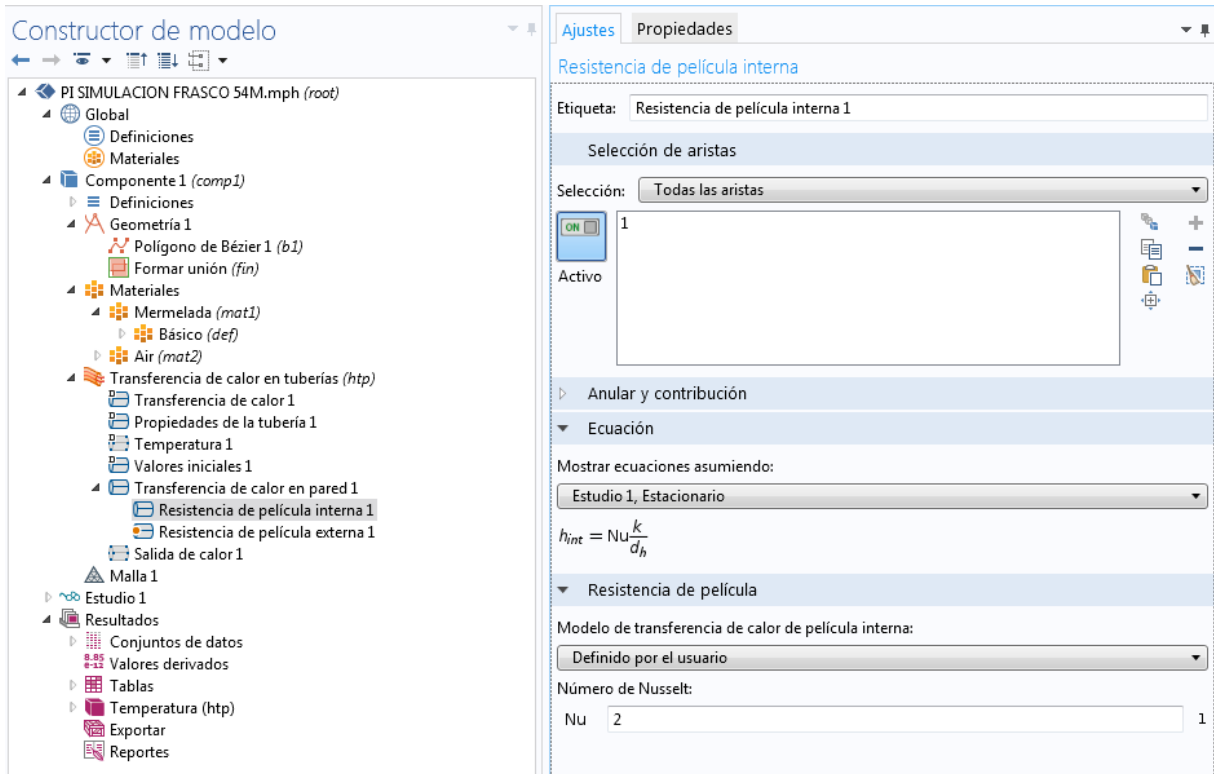 Constructor de modelo
PI SIMULACION FRASCO 54M.mph (root)
Global
Definiciones
Materiales
Componente 1 (comp1)
Definiciones
Geometría 1
Polígono de Bézier 1 (b1)
Formar unión (fin)
Materiales
Mermelada (mat1)
Básico (def)
Air (mat2)
Transferencia de calor en tuberías (htp)
Transferencia de calor 1
Propiedades de la tubería 1
Temperatura 1
Valores iniciales 1
Transferencia de calor en pared 1
Resistencia de película interna 1
Resistencia de película externa 1
Salida de calor 1
Malla 1
Estudio 1
Resultados
Conjuntos de datos
8.85 e-12 Valores derivados
Tablas
Temperatura (htp)
Exportar
Reportes
Ajustes Propiedades
Resistencia de película interna
Etiqueta: Resistencia de película interna 1
Selección de aristas
Selección: Todas las aristas
ON 1
Activo
Anular y contribución
Ecuación
Mostrar ecuaciones asumiendo:
Estudio 1, Estacionario
h_int = Nu k/d_h
Resistencia de película
Modelo de transferencia de calor de película interna:
Definido por el usuario
Número de Nusselt:
Nu 2 1